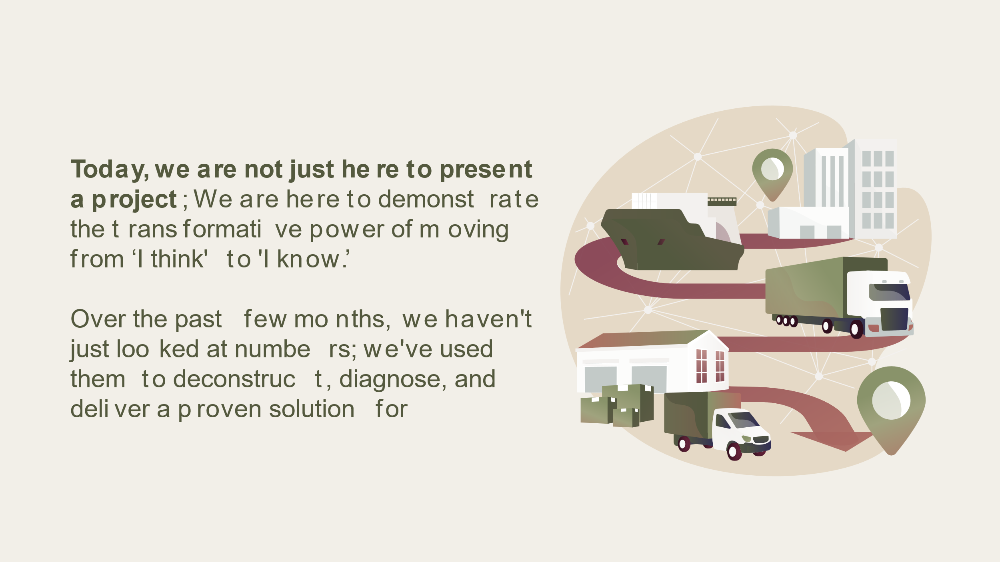 Today, we are not just here to present
a project; We are here to demonstrate
the transformative power of moving
from ‘I think' to 'I know.’
Over the past few months, we haven't
just looked at numbers; we've used
them to deconstruct, diagnose, and
deliver a proven solution for